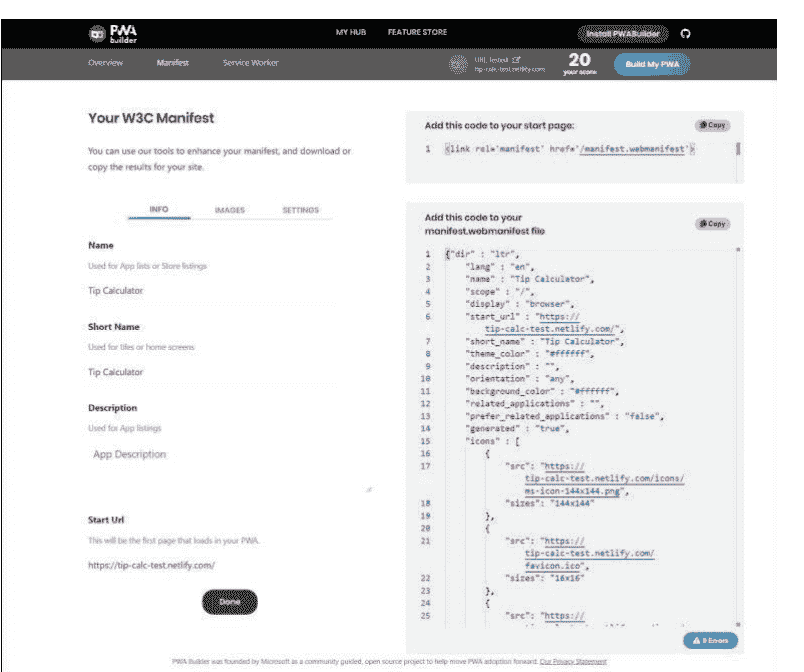 PWA
builder
MY HUB
FEATURE STORE
Install PWABuilder
Overview
Manifest
Service Worker
URL Tested
tip-calc-test.netlify.com
20
your score
Build My PWA
Your W3C Manifest
You can use our tools to enhance your manifest, and download or
copy the results for your site.
INFO
IMAGES
SETTINGS
Name
Used for App lists or Store listings
Tip Calculator
Short Name
Used for tiles or home screens
Tip Calculator
Description
Used for App listings
App Description
Start Url
This will be the first page that loads in your PWA.
https://tip-calc-test.netlify.com/
Done
Add this code to your start page:
Copy
1 <link rel='manifest' href='/manifest.webmanifest'>
Add this code to your
manifest.webmanifest file
Copy
1 {"dir" : "ltr",
2 "lang" : "en",
3 "name" : "Tip Calculator",
4 "scope" : "/",
5 "display" : "browser",
6 "start_url" : "https://
tip-calc-test.netlify.com/",
7 "short_name" : "Tip Calculator",
8 "theme_color" : "#ffffff",
9 "description" : "",
10 "orientation" : "any",
11 "background_color" : "#ffffff",
12 "related_applications" : "",
13 "prefer_related_applications" : "false",
14 "generated" : "true",
15 "icons" : [
16 {
17 "src": "https://
tip-calc-test.netlify.com/icons/
ms-icon-144x144.png",
18 "sizes": "144x144"
19 },
20 {
21 "src": "https://
tip-calc-test.netlify.com/
favicon.ico",
22 "sizes": "16x16"
23 },
24 {
25 "src": "https://
Errors
PWA Builder was founded by Microsoft as a community guided, open source project to help move PWA adoption forward. Our Privacy Statement